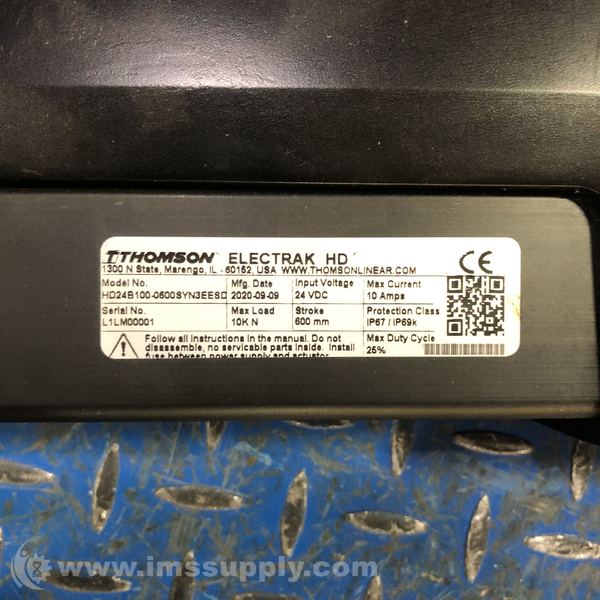 THOMSON ELECTRAK HD
1300 N State, Marengo, IL - 60152, USA WWW.THOMSONLINEAR.COM
CE
Model No. Mfg. Date Input Voltage Max Current
HD24B100-0600SYN3EESD 2020-09-09 24 VDC 10 Amps
Serial No. Max Load Stroke Protection Class
L1LM00001 10K N 600 mm IP67 / IP69k
Follow all instructions in the manual. Do not Max Duty Cycle
disassemble, no servicable parts inside. Install 25%
fuse between power supply and actuator
www.imssupply.com